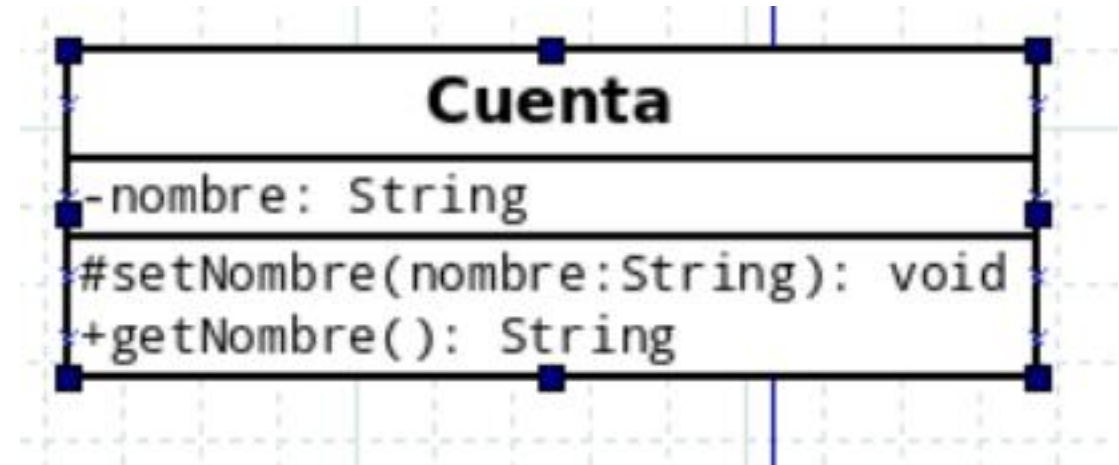 Cuenta
-nombre: String
#setNombre(nombre:String): void
+getNombre(): String